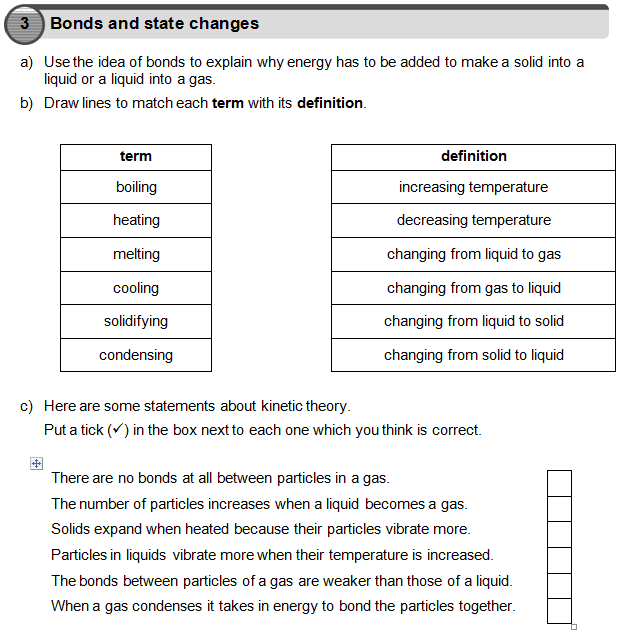 3 Bonds and state changes
a) Use the idea of bonds to explain why energy has to be added to make a solid into a
liquid or a liquid into a gas.
b) Draw lines to match each term with its definition.
term definition
boiling increasing temperature
heating decreasing temperature
melting changing from liquid to gas
cooling changing from gas to liquid
solidifying changing from liquid to solid
condensing changing from solid to liquid
c) Here are some statements about kinetic theory.
Put a tick (✓) in the box next to each one which you think is correct.
There are no bonds at all between particles in a gas.
The number of particles increases when a liquid becomes a gas.
Solids expand when heated because their particles vibrate more.
Particles in liquids vibrate more when their temperature is increased.
The bonds between particles of a gas are weaker than those of a liquid.
When a gas condenses it takes in energy to bond the particles together.